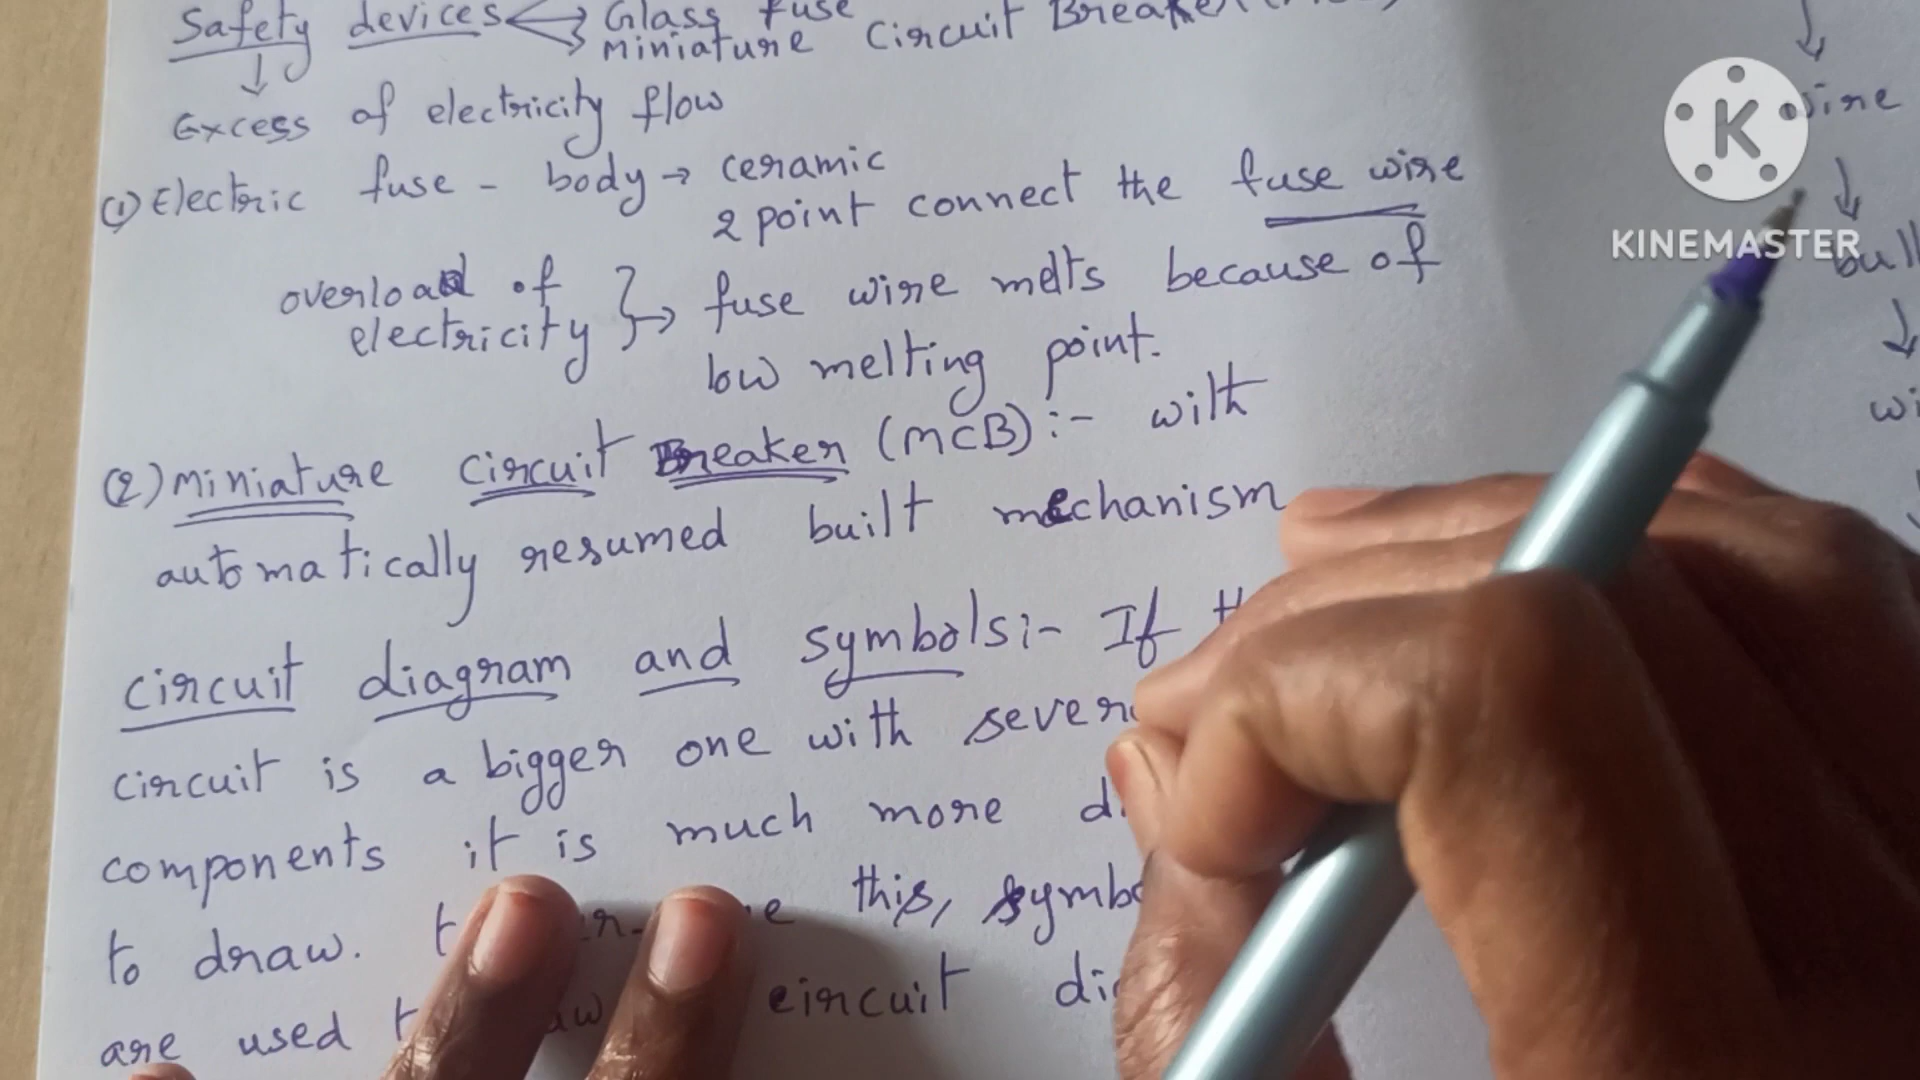 Safety devices Glass fuse
miniature circuit Breaker
Excess of electricity flow
(1) Electric fuse - body → ceramic
2 point connect the fuse wire
overload of
electricity } → fuse wire melts because of
low melting point.
(2) miniature circuit Breaker (MCB) :- with
automatically resumed built mechanism
circuit diagram and symbols :- If
circuit is a bigger one with
components it is much more
to draw. this,
are used circuit
wire
KINEMASTER